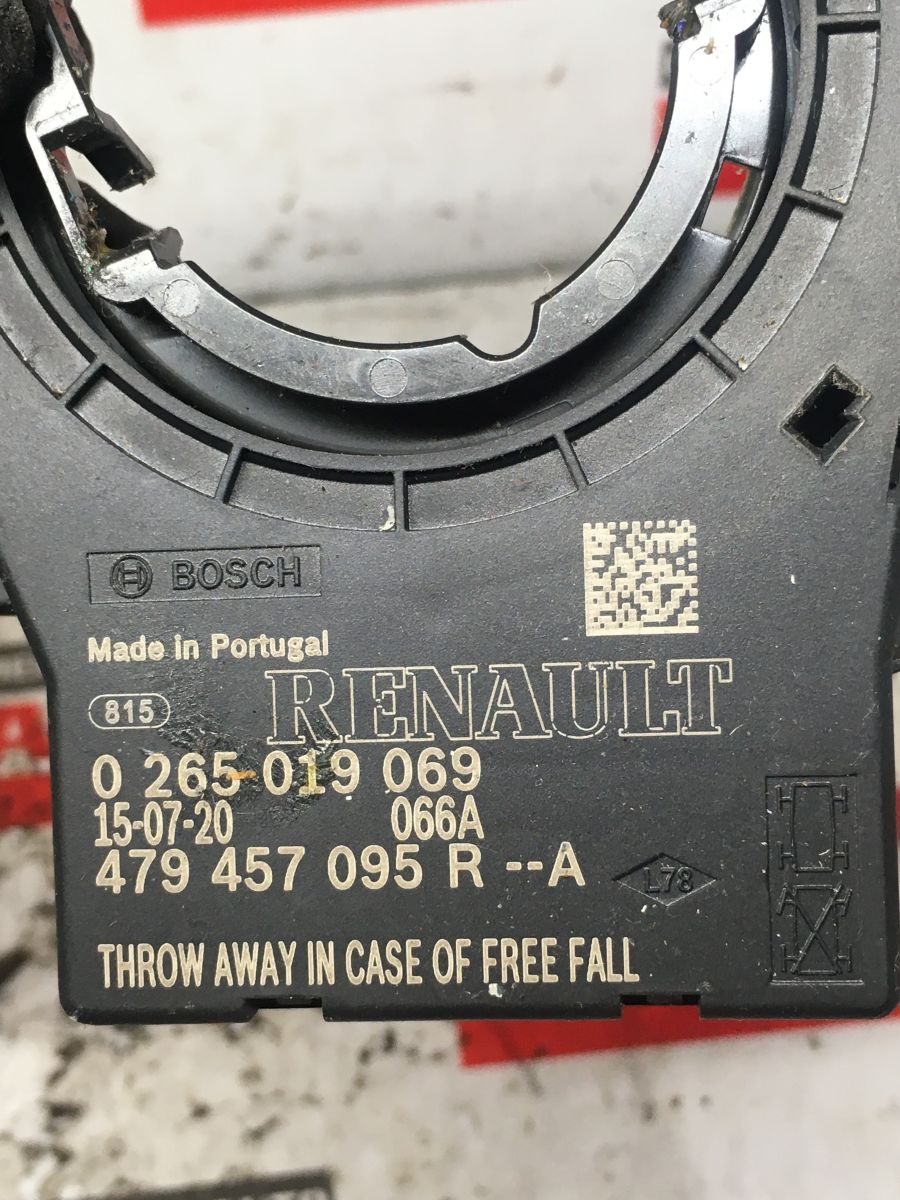 BOSCH
Made in Portugal
815
RENAULT
0 265 019 069
15-07-20 066A
479 457 095 R --A
L78
THROW AWAY IN CASE OF FREE FALL